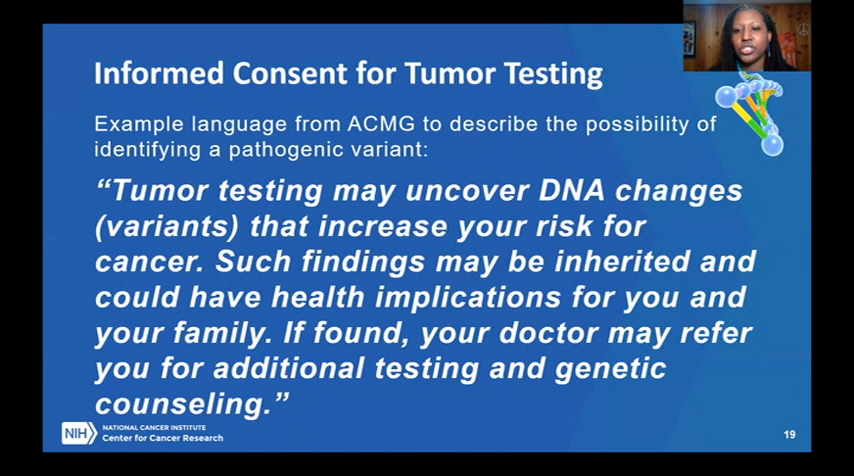 Informed Consent for Tumor Testing
Example language from ACMG to describe the possibility of
identifying a pathogenic variant:
“Tumor testing may uncover DNA changes
(variants) that increase your risk for
cancer. Such findings may be inherited and
could have health implications for you and
your family. If found, your doctor may refer
you for additional testing and genetic
counseling.”
NIH
NATIONAL CANCER INSTITUTE
Center for Cancer Research
19